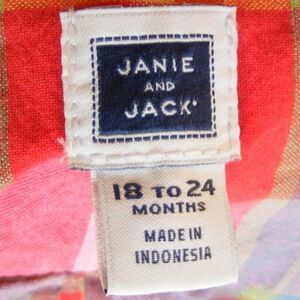 JANIE
AND
JACK
18 TO 24
MONTHS
MADE IN
INDONESIA